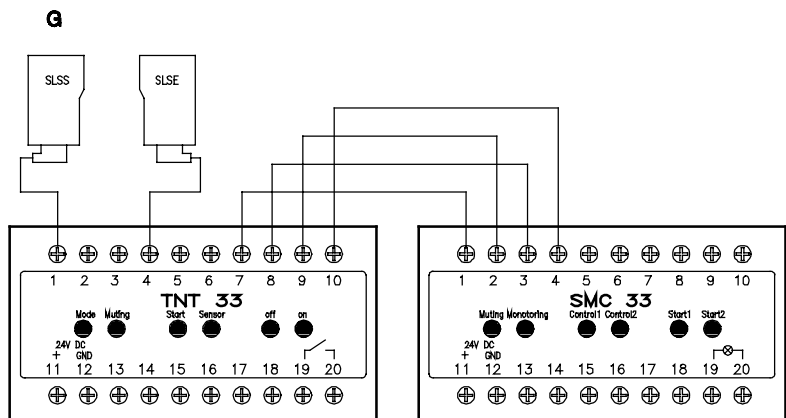 G
SLSS SLSE
1 2 3 4 5 6 7 8 9 10
TNT 33
Mode Muting Start Sensor off on
24V DC
+ GND
11 12 13 14 15 16 17 18 19 20
1 2 3 4 5 6 7 8 9 10
SMC 33
Muting Monotoring Control1 Control2 Start1 Start2
24V DC
+ GND
11 12 13 14 15 16 17 18 19 20